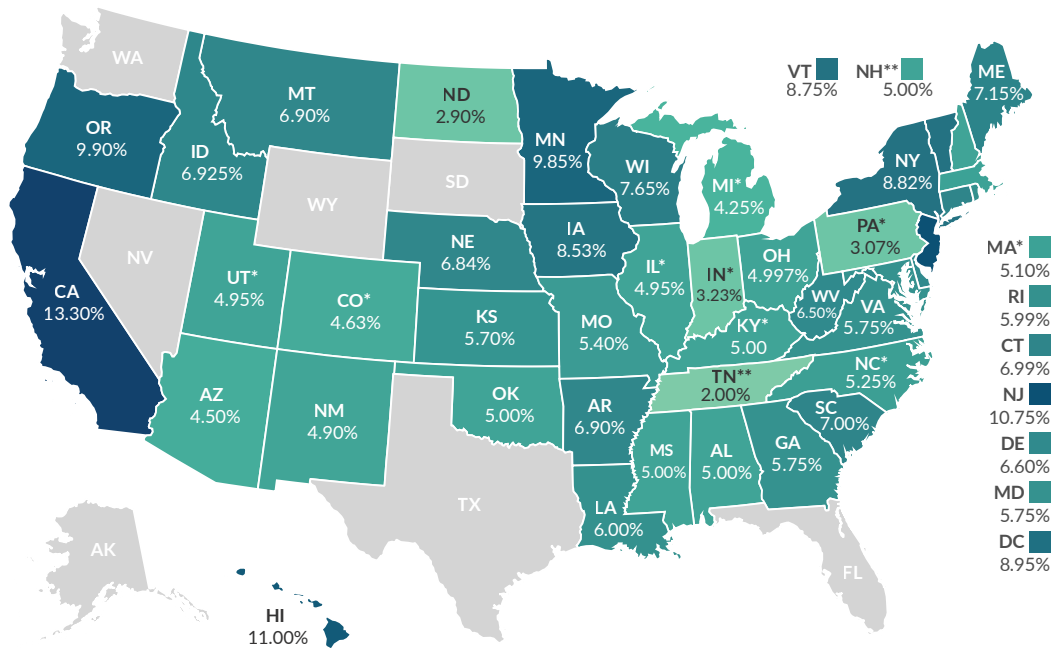 WA
VT
8.75%
NH**
5.00%
ME
7.15%
MT
6.90%
ND
2.90%
OR
9.90%
MN
9.85%
ID
6.925%
WI
7.65%
NY
8.82%
SD
MI*
4.25%
WY
PA*
3.07%
IA
8.53%
NE
6.84%
NV
UT*
4.95%
IL*
4.95%
IN*
3.23%
OH
4.997%
MA*
5.10%
CA
13.30%
CO*
4.63%
WV
6.50%
VA
5.75%
RI
5.99%
KS
5.70%
MO
5.40%
KY*
5.00
CT
6.99%
NC*
5.25%
TN**
2.00%
AZ
4.50%
NM
4.90%
OK
5.00%
AR
6.90%
SC
7.00%
NJ
10.75%
MS
5.00%
AL
5.00%
GA
5.75%
DE
6.60%
TX
LA
6.00%
MD
5.75%
AK
FL
DC
8.95%
HI
11.00%